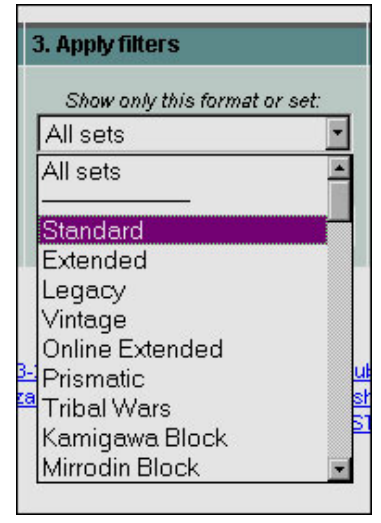 3. Apply filters
Show only this format or set:
All sets
All sets
Standard
Extended
Legacy
Vintage
Online Extended
Prismatic
Tribal Wars
Kamigawa Block
Mirrodin Block